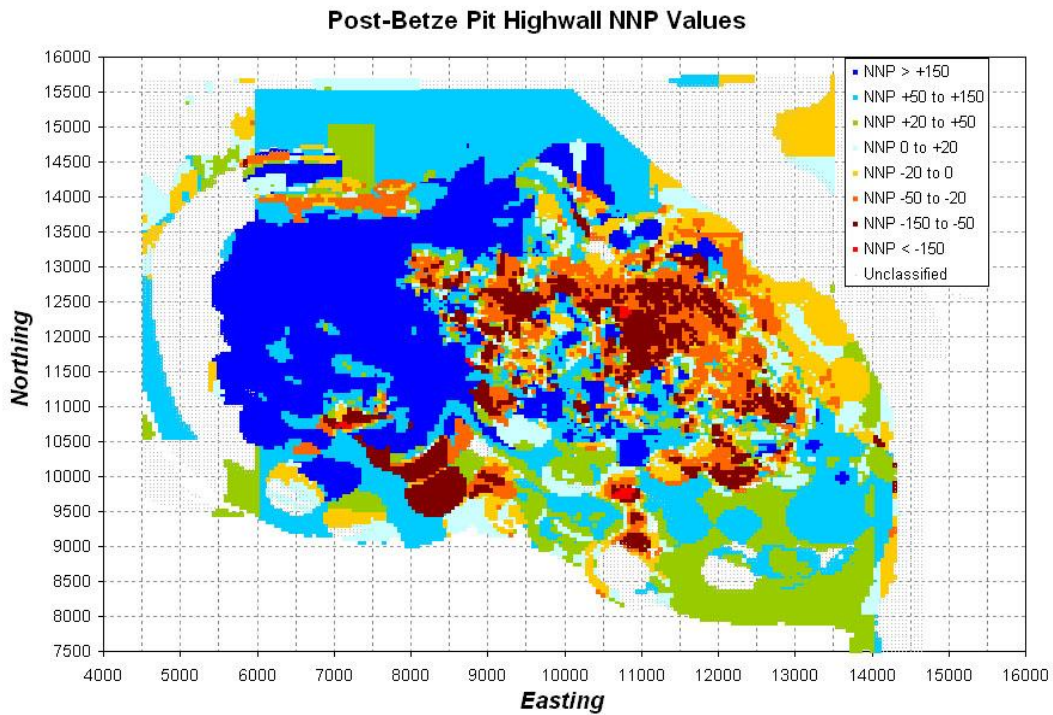 Post-Betze Pit Highwall NNP Values
16000
15500
15000
14500
14000
13500
13000
12500
12000
11500
11000
10500
10000
9500
9000
8500
8000
7500
Northing
NNP > +150
NNP +50 to +150
NNP +20 to +50
NNP 0 to +20
NNP -20 to 0
NNP -50 to -20
NNP -150 to -50
NNP < -150
Unclassified
4000 5000 6000 7000 8000 9000 10000 11000 12000 13000 14000 15000 16000
Easting